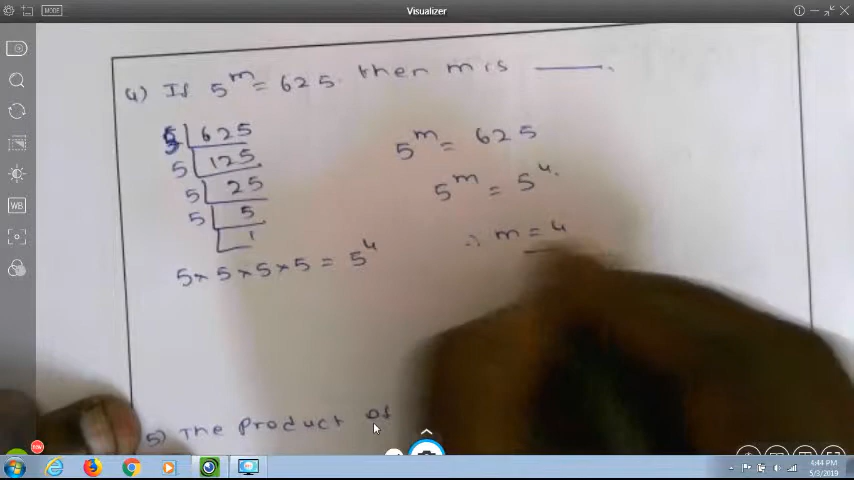 Visualizer
MODE
4) If 5^m = 625. then m is ______.
5 | 625
5 | 125
5 | 25
5 | 5
1
5 × 5 × 5 × 5 = 5^4
5^m = 625
5^m = 5^4.
∴ m = 4
WB
5) The product of
4:44 PM
5/3/2019